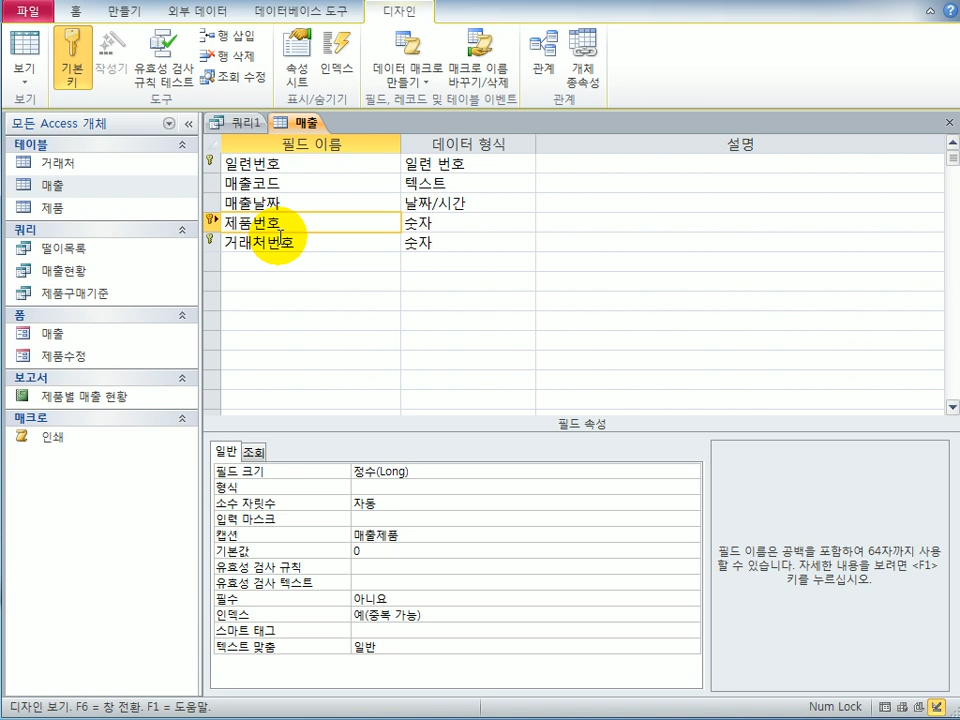 파일 홈 만들기 외부 데이터 데이터베이스 도구 디자인
보기
기본 키
작성기
유효성 검사 규칙 테스트
행 삽입
행 삭제
조회 수정
속성 시트
인덱스
데이터 매크로 만들기
매크로 이름 바꾸기/삭제
관계
개체 종속성
보기 도구 표시/숨기기 필드, 레코드 및 테이블 이벤트 관계
모든 Access 개체
테이블
거래처
매출
제품
쿼리
떨이목록
매출현황
제품구매기준
폼
매출
제품수정
보고서
제품별 매출 현황
매크로
인쇄
쿼리1 매출
필드 이름 데이터 형식 설명
일련번호 일련 번호
매출코드 텍스트
매출날짜 날짜/시간
제품번호 숫자
거래처번호 숫자
필드 속성
일반 조회
필드 크기 정수(Long)
형식
소수 자릿수 자동
입력 마스크
캡션 매출제품
기본값 0
유효성 검사 규칙
유효성 검사 텍스트
필수 아니요
인덱스 예(중복 가능)
스마트 태그
텍스트 맞춤 일반
필드 이름은 공백을 포함하여 64자까지 사용
할 수 있습니다. 자세한 내용을 보려면 <F1>
키를 누르십시오.
디자인 보기. F6 = 창 전환. F1 = 도움말. Num Lock